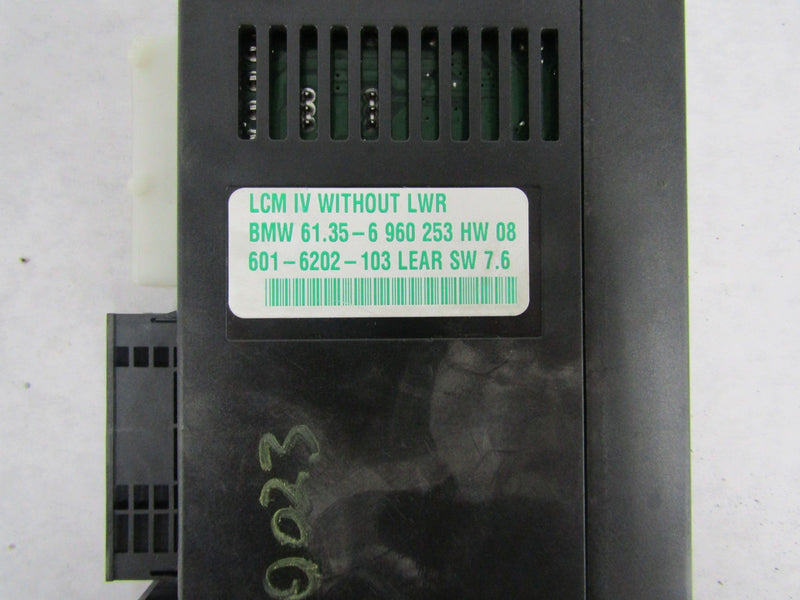 LCM IV WITHOUT LWR
BMW 61.35-6 960 253 HW 08
601-6202-103 LEAR SW 7.6
Q023